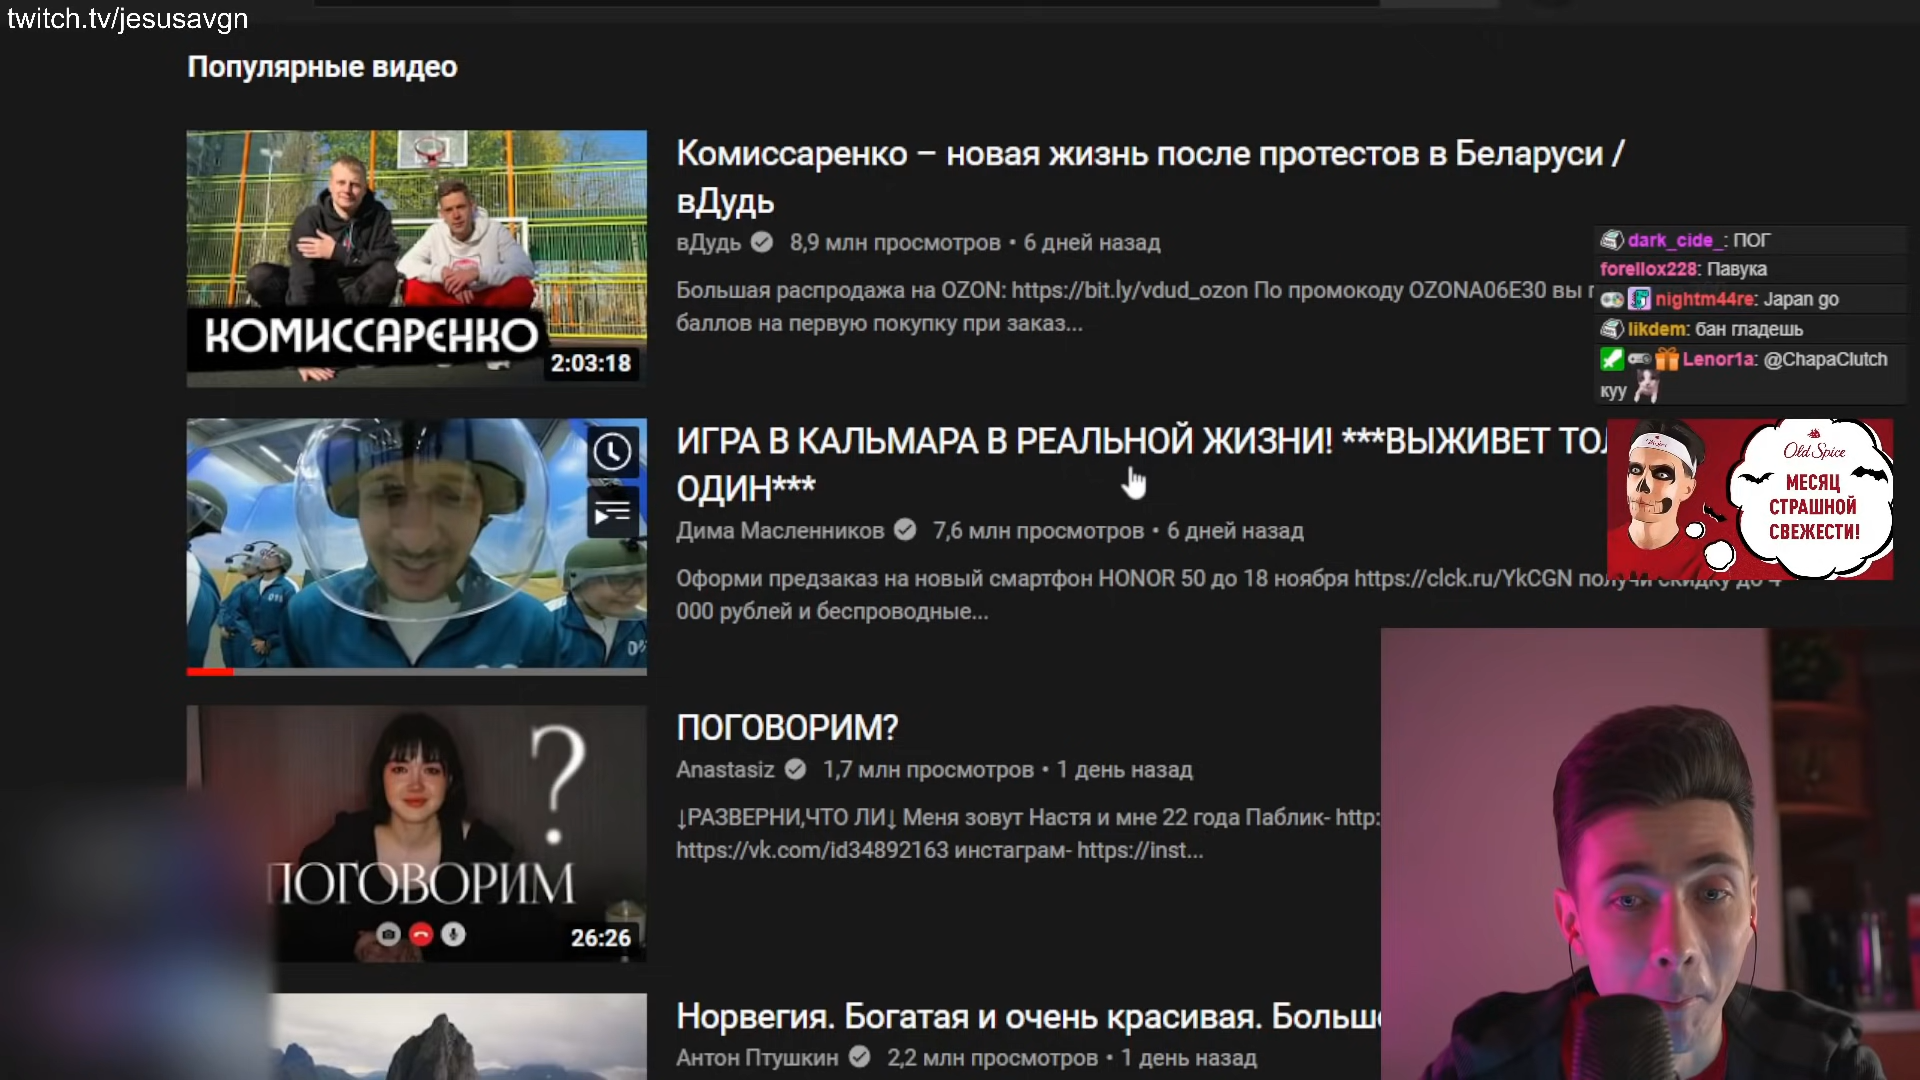 twitch.tv/jesusavgn
Популярные видео
Комиссаренко – новая жизнь после протестов в Беларуси /
вДудь
вДудь 8,9 млн просмотров • 6 дней назад
Большая распродажа на OZON: https://bit.ly/vdud_ozon По промокоду OZONA06E30 вы
баллов на первую покупку при заказ...
КОМИССАРЕНКО
2:03:18
dark_cide_: ПОГ
forellox228: Павука
nightm44re: Japan go
likdem: бан гладешь
Lenor1a: @ChapaClutch
куу
ИГРА В КАЛЬМАРА В РЕАЛЬНОЙ ЖИЗНИ! ***ВЫЖИВЕТ
ОДИН***
Дима Масленников 7,6 млн просмотров • 6 дней назад
Оформи предзаказ на новый смартфон HONOR 50 до 18 ноября https://clck.ru/YkCGN получи скидку до 4
000 рублей и беспроводные...
Old Spice
МЕСЯЦ
СТРАШНОЙ
СВЕЖЕСТИ!
ПОГОВОРИМ?
Anastasiz 1,7 млн просмотров • 1 день назад
↓РАЗВЕРНИ,ЧТО ЛИ↓ Меня зовут Настя и мне 22 года Паблик- http:
https://vk.com/id34892163 инстаграм- https://inst...
?
ПОГОВОРИМ
26:26
Норвегия. Богатая и очень красивая.
Антон Птушкин 2,2 млн просмотров • 1 день назад